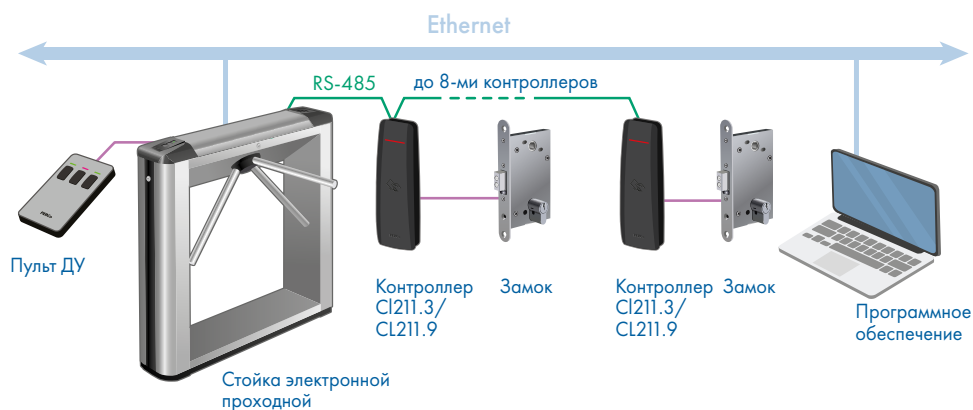 Ethernet
RS-485
до 8-ми контроллеров
PERCo
Пульт ДУ
Контроллер
Cl211.3/
CL211.9
Замок
Контроллер
Cl211.3/
CL211.9
Замок
Программное
обеспечение
Стойка электронной
проходной